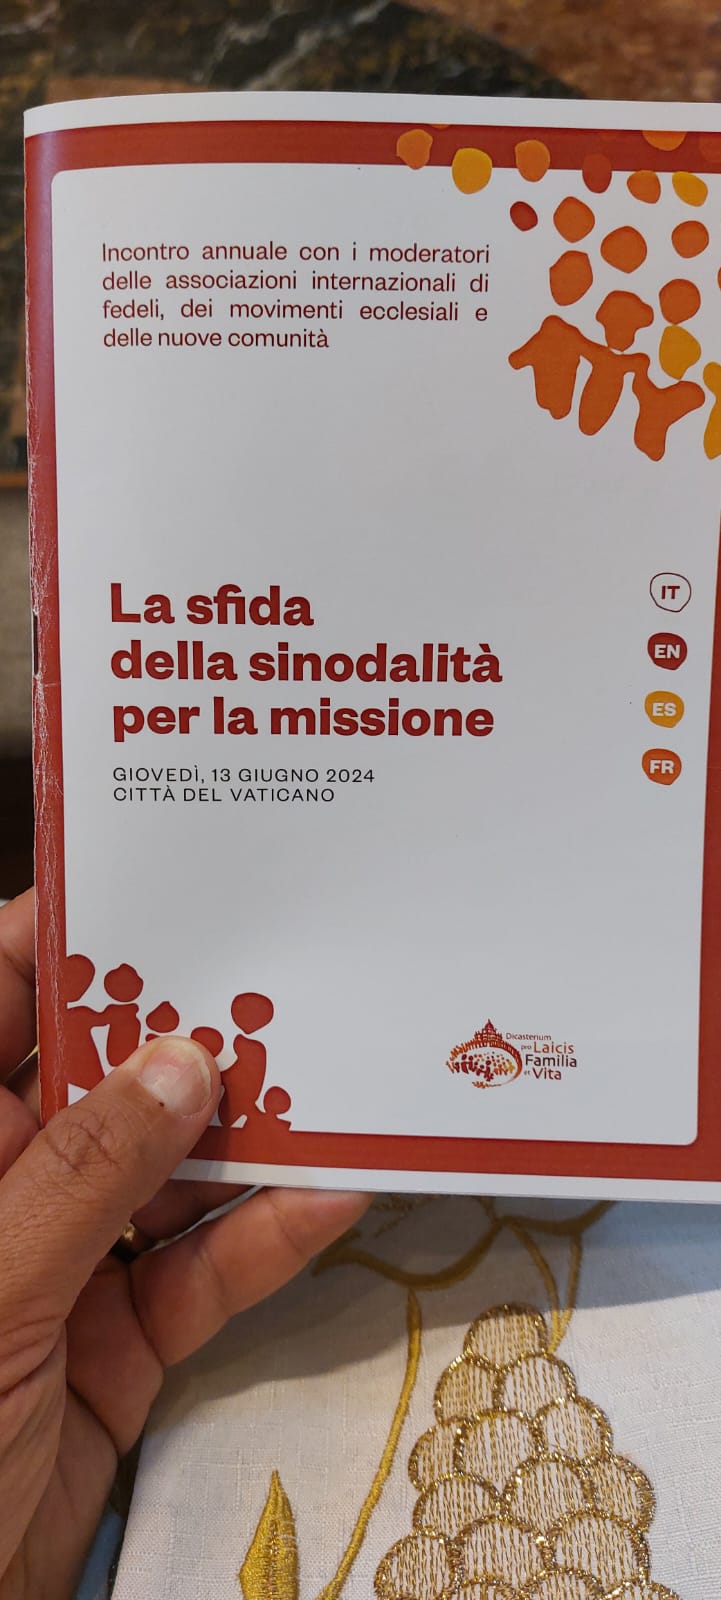 Incontro annuale con i moderatori
delle associazioni internazionali di
fedeli, dei movimenti ecclesiali e
delle nuove comunità
La sfida
della sinodalità
per la missione
GIOVEDÌ, 13 GIUGNO 2024
CITTÀ DEL VATICANO
IT
EN
ES
FR
Dicasterium
pro Laicis
Familia
et Vita